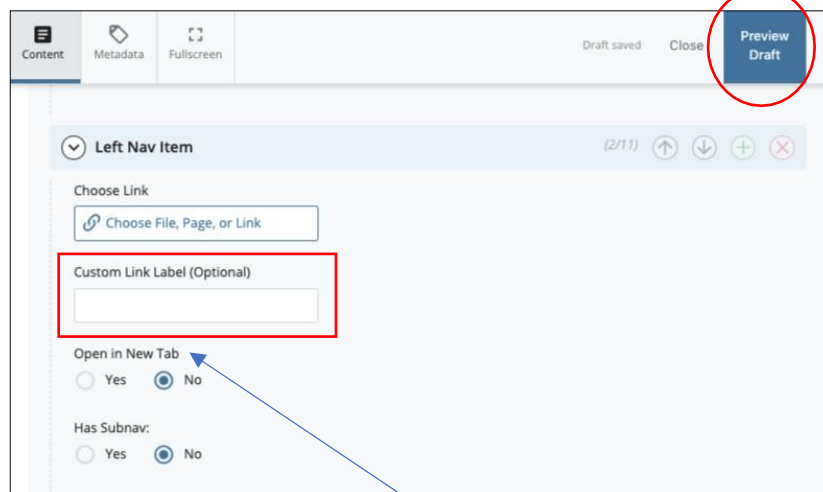 Content
Metadata
Fullscreen
Draft saved
Close
Preview
Draft
Left Nav Item
(2/11)
Choose Link
Choose File, Page, or Link
Custom Link Label (Optional)
Open in New Tab
Yes
No
Has Subnav:
Yes
No